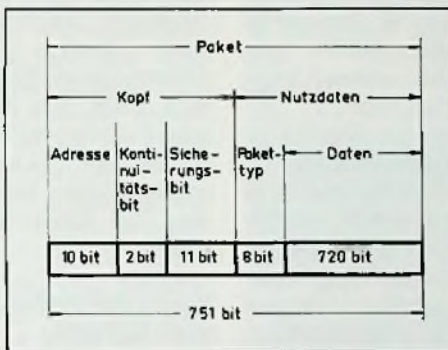 Paket
Kopf
Nutzdaten
Adresse
Konti-
nui-
täts-
bit
Siche-
rungs-
bit
Paket-
typ
Daten
10 bit
2 bit
11 bit
8 bit
720 bit
751 bit